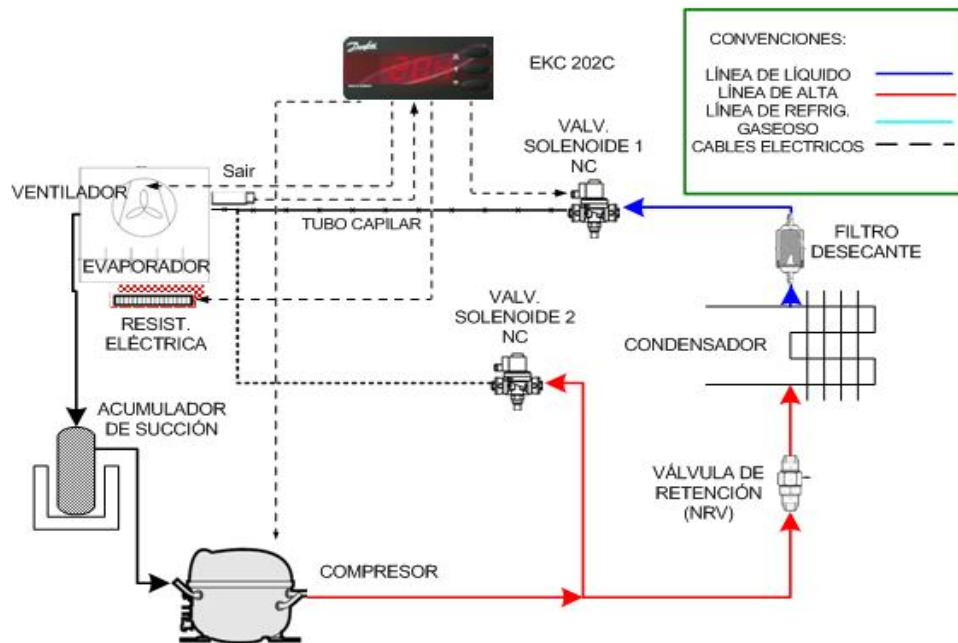 Danfoss
EKC 202C
CONVENCIONES:
LÍNEA DE LÍQUIDO
LÍNEA DE ALTA
LÍNEA DE REFRIG.
GASEOSO
CABLES ELECTRICOS
VALV.
SOLENOIDE 1
NC
Sair
VENTILADOR
TUBO CAPILAR
FILTRO
DESECANTE
EVAPORADOR
RESIST.
ELÉCTRICA
VALV.
SOLENOIDE 2
NC
CONDENSADOR
ACUMULADOR
DE SUCCIÓN
VÁLVULA DE
RETENCIÓN
(NRV)
COMPRESOR